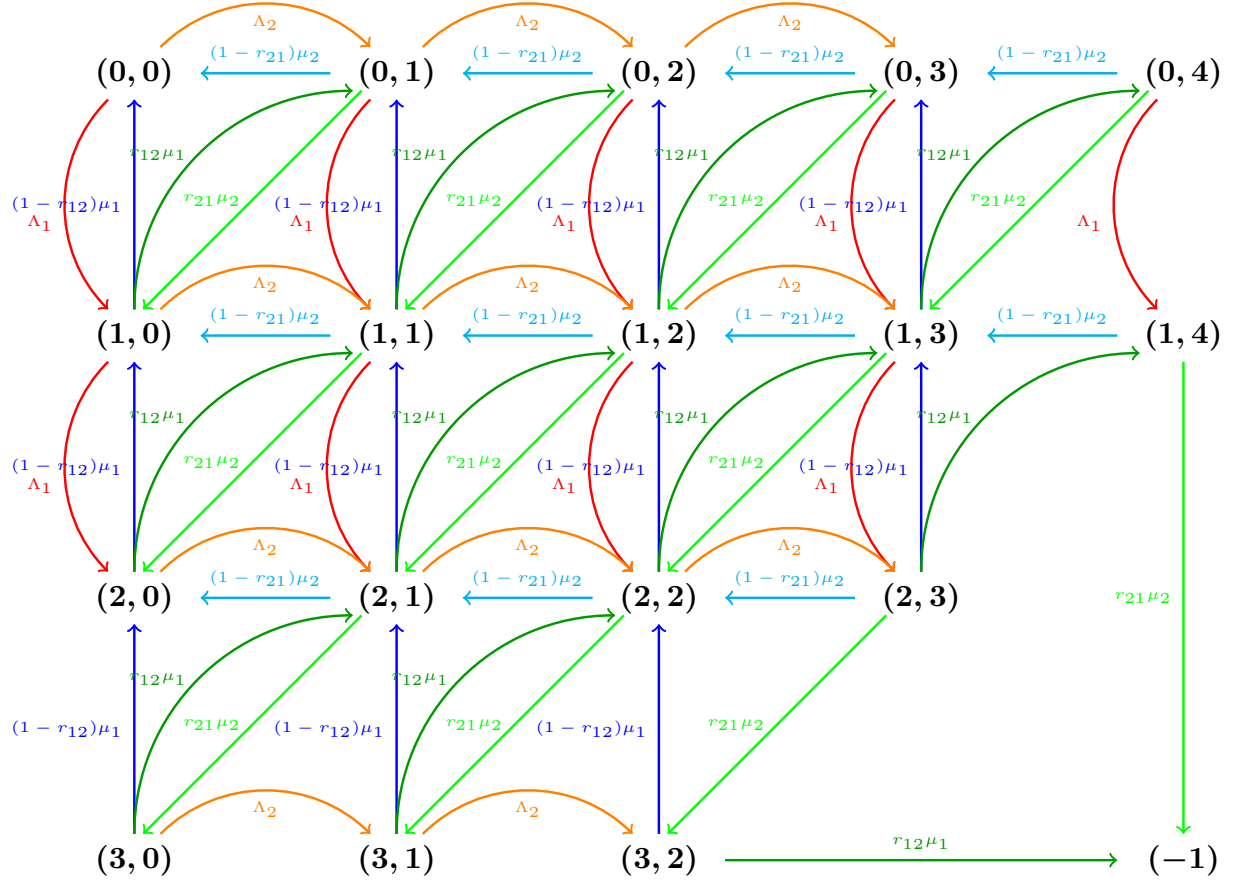 Λ2 Λ2 Λ2
(1 − r21)μ2 (1 − r21)μ2 (1 − r21)μ2 (1 − r21)μ2
(0, 0) (0, 1) (0, 2) (0, 3) (0, 4)
r12μ1 r12μ1 r12μ1 r12μ1
(1 − r12)μ1 r21μ2 (1 − r12)μ1 r21μ2 (1 − r12)μ1 r21μ2 (1 − r12)μ1 r21μ2
Λ1 Λ1 Λ1 Λ1 Λ1
Λ2 Λ2 Λ2
(1 − r21)μ2 (1 − r21)μ2 (1 − r21)μ2 (1 − r21)μ2
(1, 0) (1, 1) (1, 2) (1, 3) (1, 4)
r12μ1 r12μ1 r12μ1 r12μ1
(1 − r12)μ1 r21μ2 (1 − r12)μ1 r21μ2 (1 − r12)μ1 r21μ2 (1 − r12)μ1
Λ1 Λ1 Λ1 Λ1
Λ2 Λ2 Λ2
(1 − r21)μ2 (1 − r21)μ2 (1 − r21)μ2
(2, 0) (2, 1) (2, 2) (2, 3)
r21μ2
r12μ1 r12μ1
(1 − r12)μ1 r21μ2 (1 − r12)μ1 r21μ2 (1 − r12)μ1 r21μ2
Λ2 Λ2
r12μ1
(3, 0) (3, 1) (3, 2) (−1)